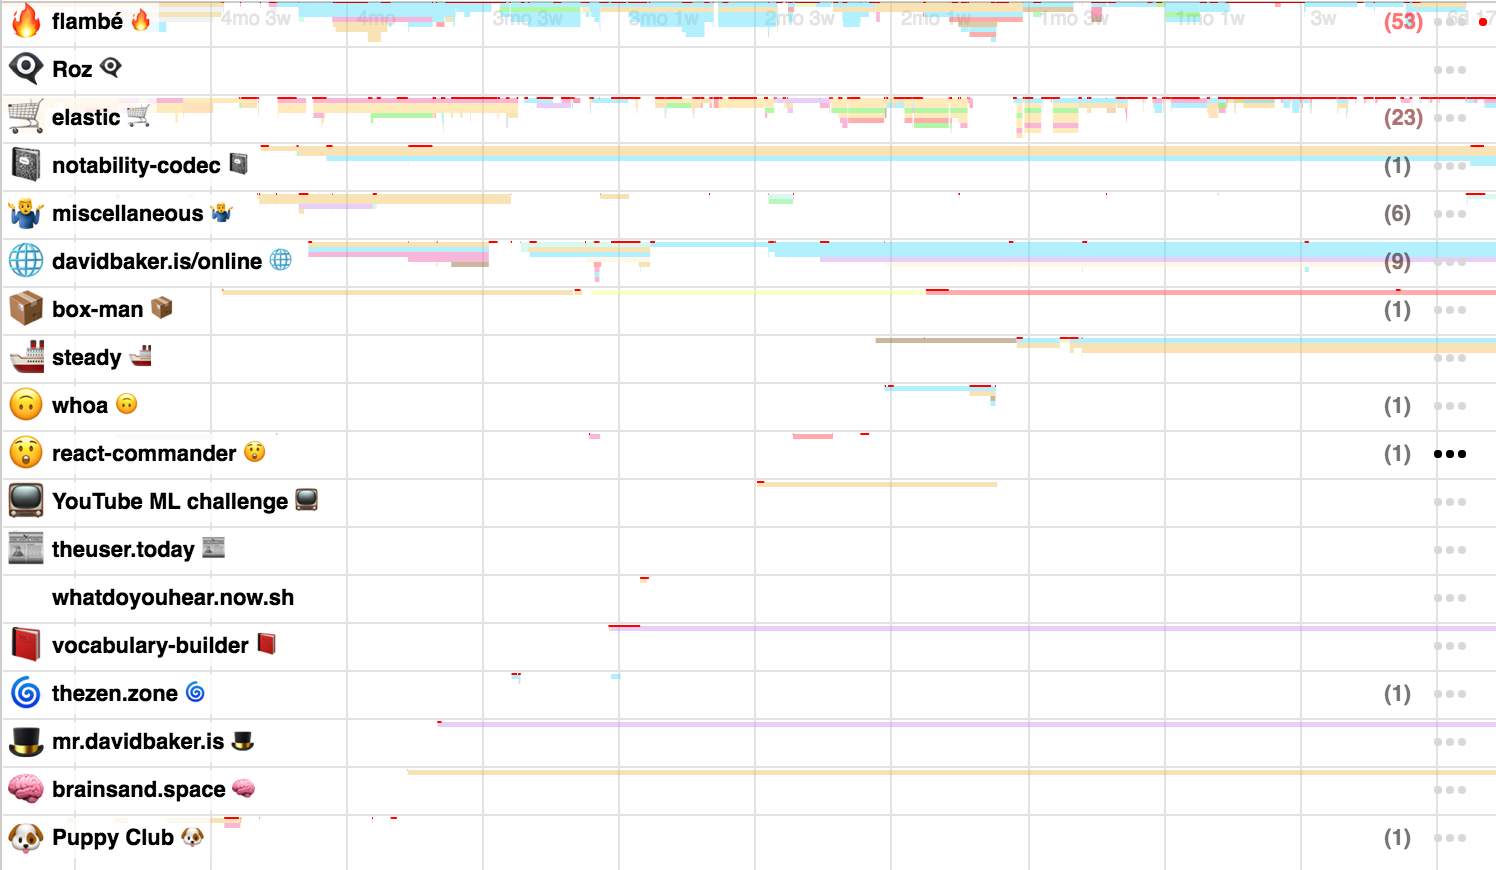 4mo 3w 4mo 3mo 3w 3mo 1w 2mo 3w 2mo 1w 1mo 3w 1mo 1w 3w
flambé (53)
Roz
elastic (23)
notability-codec (1)
miscellaneous (6)
davidbaker.is/online (9)
box-man (1)
steady
whoa (1)
react-commander (1)
YouTube ML challenge
theuser.today
whatdoyouhear.now.sh
vocabulary-builder
thezen.zone (1)
mr.davidbaker.is
brainsand.space
Puppy Club (1)